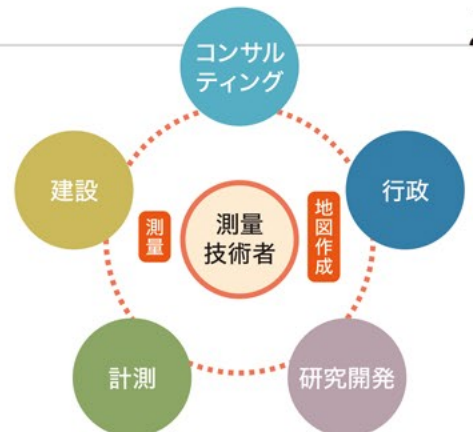 コンサル
ティング
建設
行政
測量
測量
技術者
地図作成
計測
研究開発